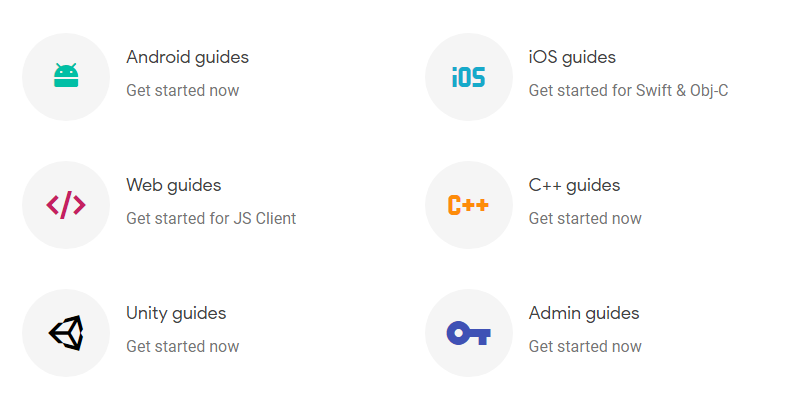 Android guides
Get started now
iOS
iOS guides
Get started for Swift & Obj-C
</>
Web guides
Get started for JS Client
C++
C++ guides
Get started now
Unity guides
Get started now
Admin guides
Get started now